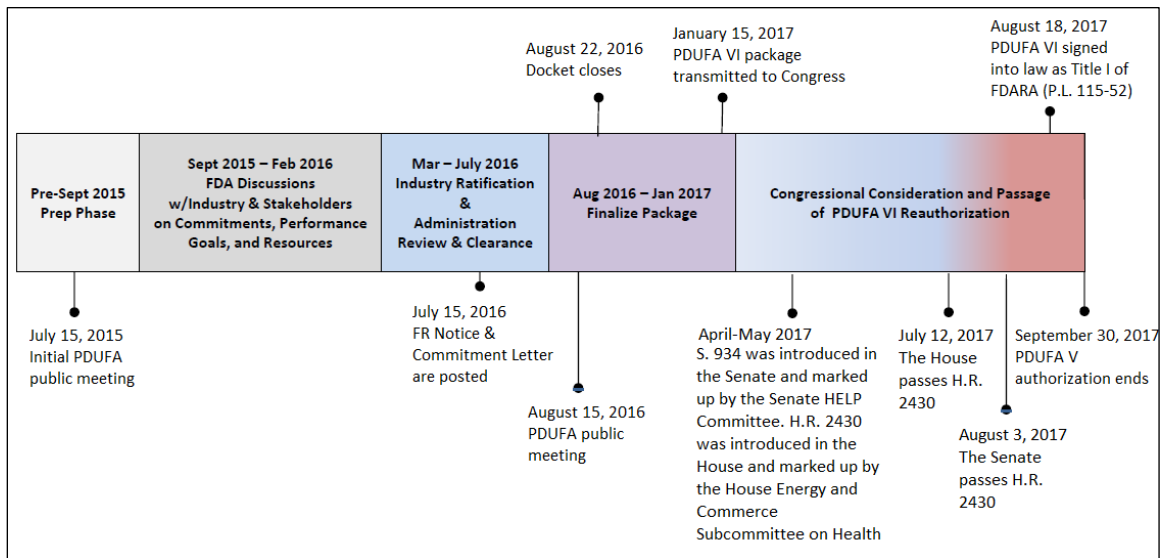 August 22, 2016
Docket closes
January 15, 2017
PDUFA VI package
transmitted to Congress
August 18, 2017
PDUFA VI signed
into law as Title I of
FDARA (P.L. 115-52)
Pre-Sept 2015
Prep Phase
Sept 2015 – Feb 2016
FDA Discussions
w/Industry & Stakeholders
on Commitments, Performance
Goals, and Resources
Mar – July 2016
Industry Ratification
&
Administration
Review & Clearance
Aug 2016 – Jan 2017
Finalize Package
Congressional Consideration and Passage
of PDUFA VI Reauthorization
July 15, 2015
Initial PDUFA
public meeting
July 15, 2016
FR Notice &
Commitment Letter
are posted
August 15, 2016
PDUFA public
meeting
April-May 2017
S. 934 was introduced in
the Senate and marked
up by the Senate HELP
Committee. H.R. 2430
was introduced in the
House and marked up by
the House Energy and
Commerce
Subcommittee on Health
July 12, 2017
The House
passes H.R.
2430
August 3, 2017
The Senate
passes H.R.
2430
September 30, 2017
PDUFA V
authorization ends